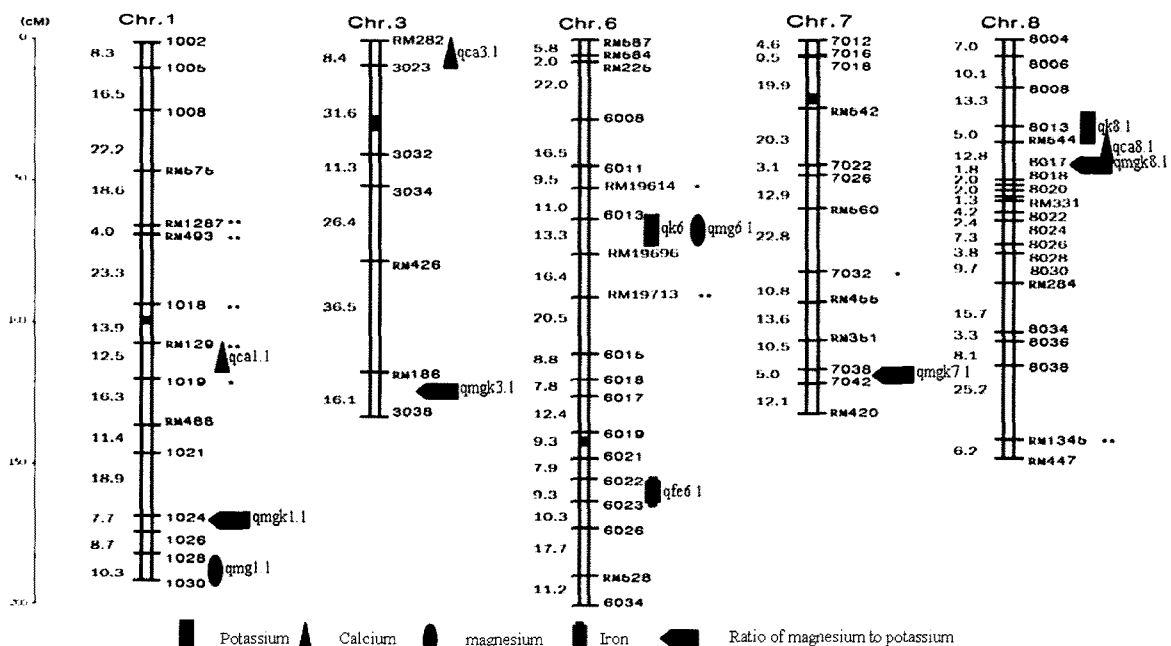 (cM)
0
50
100
150
200
Chr.1
8.3
16.5
22.2
18.6
4.0
23.3
13.9
12.5
16.3
11.4
18.9
7.7
8.7
10.3
1002
1005
1008
RM575
RM1287 **
RM493 **
1018 **
RM129 **
qca1.1
1019 *
RM488
1021
1024
qmgk1.1
1026
1028
qmg1.1
1030
Chr.3
8.4
31.6
11.3
26.4
36.5
16.1
RM282
qca3.1
3023
3032
3034
RM426
RM186
qmgk3.1
3038
Chr.6
5.8
2.0
22.0
16.5
9.5
11.0
13.3
16.4
20.5
8.8
7.8
12.4
9.3
7.9
9.3
10.3
17.7
11.2
RM587
RM584
RM225
6008
6011
RM19614 *
6013
qk6
qmg6.1
RM19696
RM19713 **
6015
6018
6017
6019
6021
6022
qfe6.1
6023
6026
RM528
6034
Chr.7
4.6
0.5
19.9
20.3
3.1
12.9
22.8
10.8
13.6
10.5
5.0
12.1
7012
7016
7018
RM542
7022
7026
RM560
7032 *
RM455
RM351
7038
qmgk7.1
7042
RM420
Chr.8
7.0
10.1
13.3
5.0
12.8
1.8
2.0
2.0
1.3
4.2
2.4
7.3
3.8
9.7
15.7
3.3
8.1
25.2
6.2
8004
8006
8008
8013
qk8.1
RM544
qca8.1
8017
qmgk8.1
8018
8020
RM331
8022
8024
8026
8028
8030
RM284
8034
8036
8038
RM1345 **
RM447
Potassium
Calcium
magnesium
Iron
Ratio of magnesium to potassium